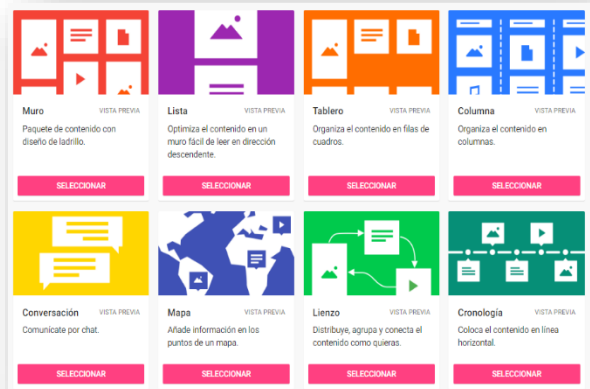 Muro VISTA PREVIA
Paquete de contenido con
diseño de ladrillo.
SELECCIONAR
Lista VISTA PREVIA
Optimiza el contenido en un
muro fácil de leer en dirección
descendente.
SELECCIONAR
Tablero VISTA PREVIA
Organiza el contenido en filas de
cuadros.
SELECCIONAR
Columna VISTA PREVIA
Organiza el contenido en
columnas.
SELECCIONAR
Conversación VISTA PREVIA
Comunícate por chat.
SELECCIONAR
Mapa VISTA PREVIA
Añade información en los
puntos de un mapa.
SELECCIONAR
Lienzo VISTA PREVIA
Distribuye, agrupa y conecta el
contenido como quieras.
SELECCIONAR
Cronología VISTA PREVIA
Coloca el contenido en línea
horizontal.
SELECCIONAR